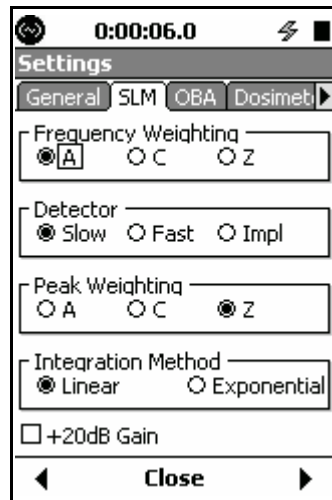 0:00:06.0
Settings
General SLM OBA Dosimet
Frequency Weighting
A C Z
Detector
Slow Fast Impl
Peak Weighting
A C Z
Integration Method
Linear Exponential
+20dB Gain
Close